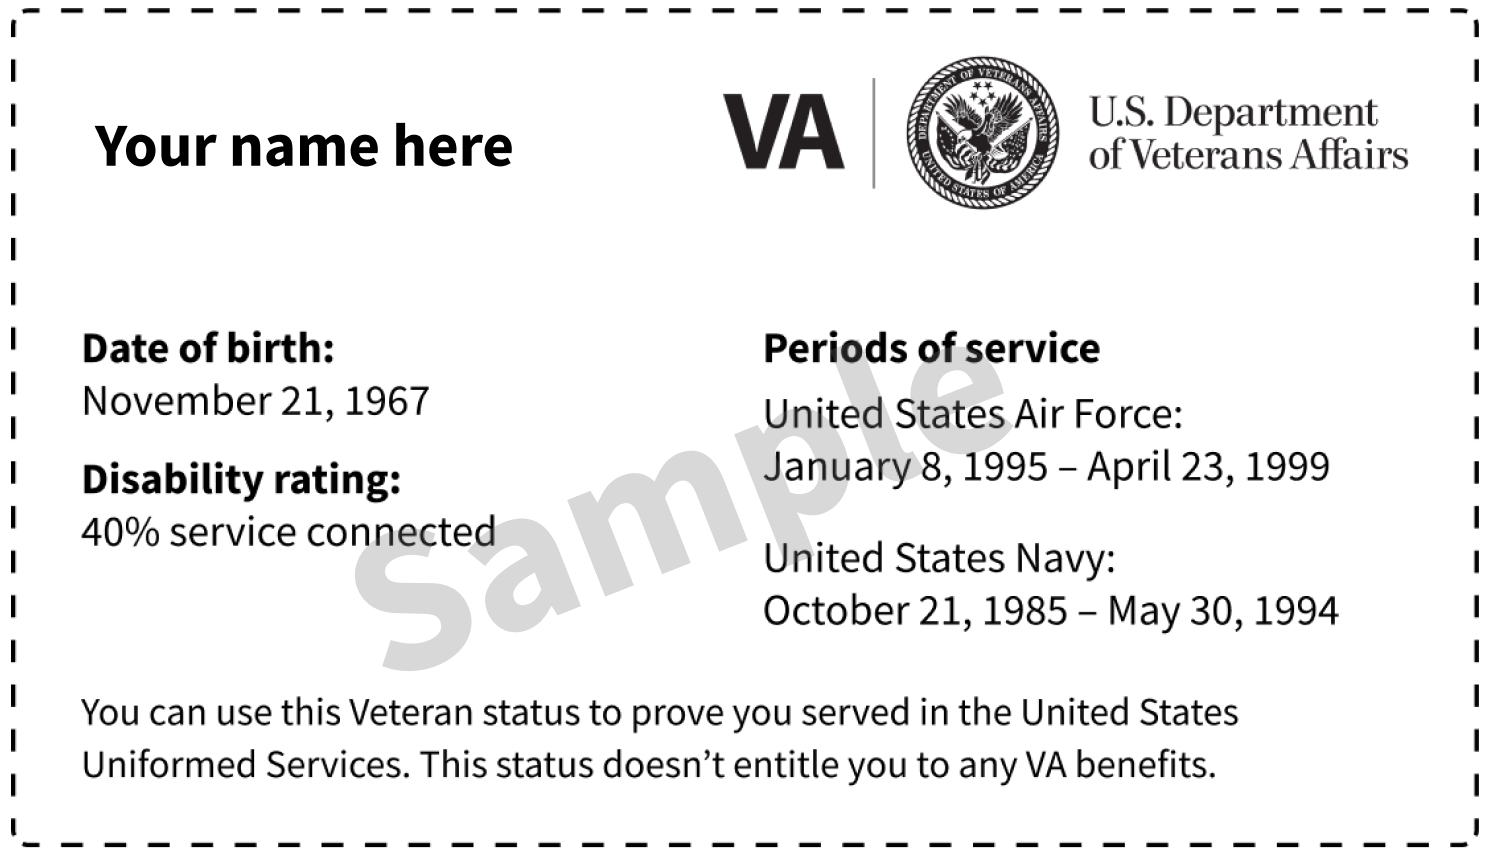 Your name here
VA
DEPARTMENT OF VETERANS AFFAIRS
UNITED STATES OF AMERICA
U.S. Department
of Veterans Affairs
Date of birth:
November 21, 1967
Disability rating:
40% service connected
Periods of service
United States Air Force:
January 8, 1995 – April 23, 1999
United States Navy:
October 21, 1985 – May 30, 1994
Sample
You can use this Veteran status to prove you served in the United States
Uniformed Services. This status doesn’t entitle you to any VA benefits.